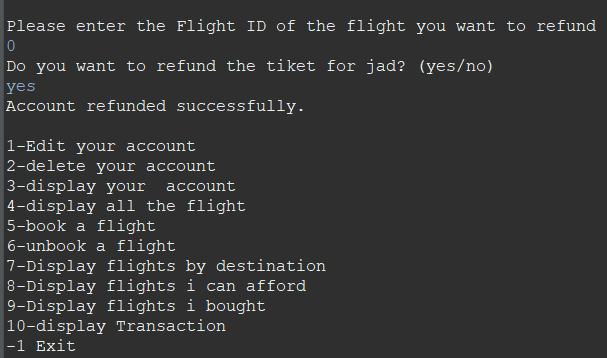 Please enter the Flight ID of the flight you want to refund
0
Do you want to refund the tiket for jad? (yes/no)
yes
Account refunded successfully.
1-Edit your account
2-delete your account
3-display your  account
4-display all the flight
5-book a flight
6-unbook a flight
7-Display flights by destination
8-Display flights i can afford
9-Display flights i bought
10-display Transaction
-1 Exit